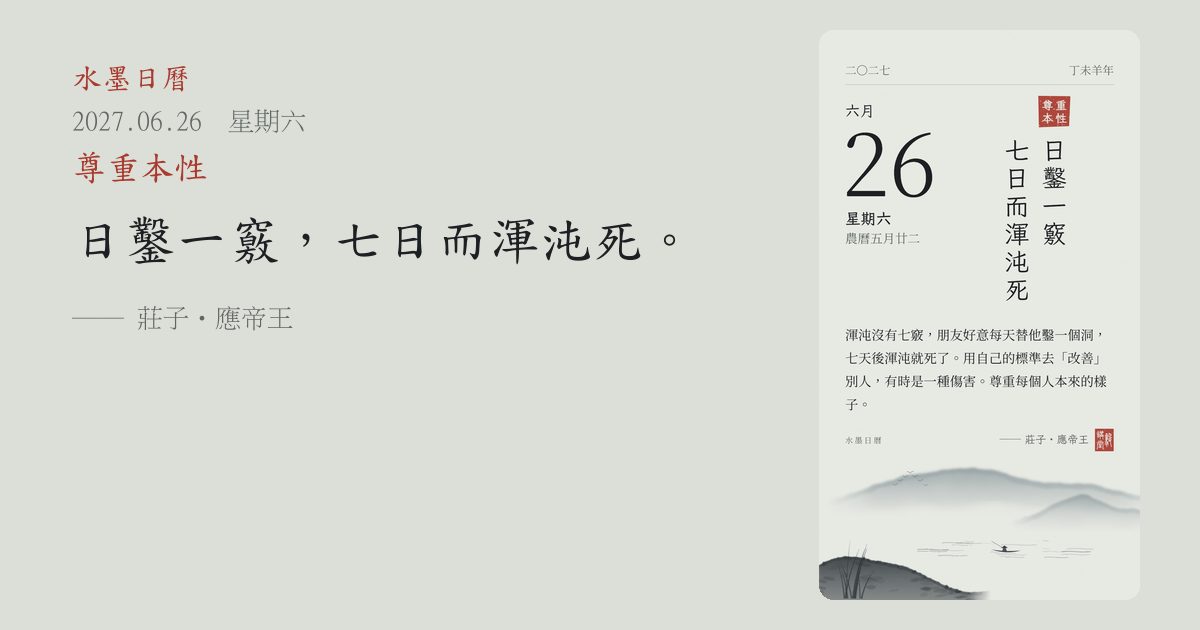 水墨日曆
2027.06.26　星期六
尊重本性
日鑿一竅，七日而渾沌死。
—— 莊子・應帝王
二〇二七
丁未羊年
六月
26
星期六
農曆五月廿二
尊重本性
日鑿一竅
七日而渾沌死
渾沌沒有七竅，朋友好意每天替他鑿一個洞，
七天後渾沌就死了。用自己的標準去「改善」
別人，有時是一種傷害。尊重每個人本來的樣
子。
水墨日曆
—— 莊子・應帝王